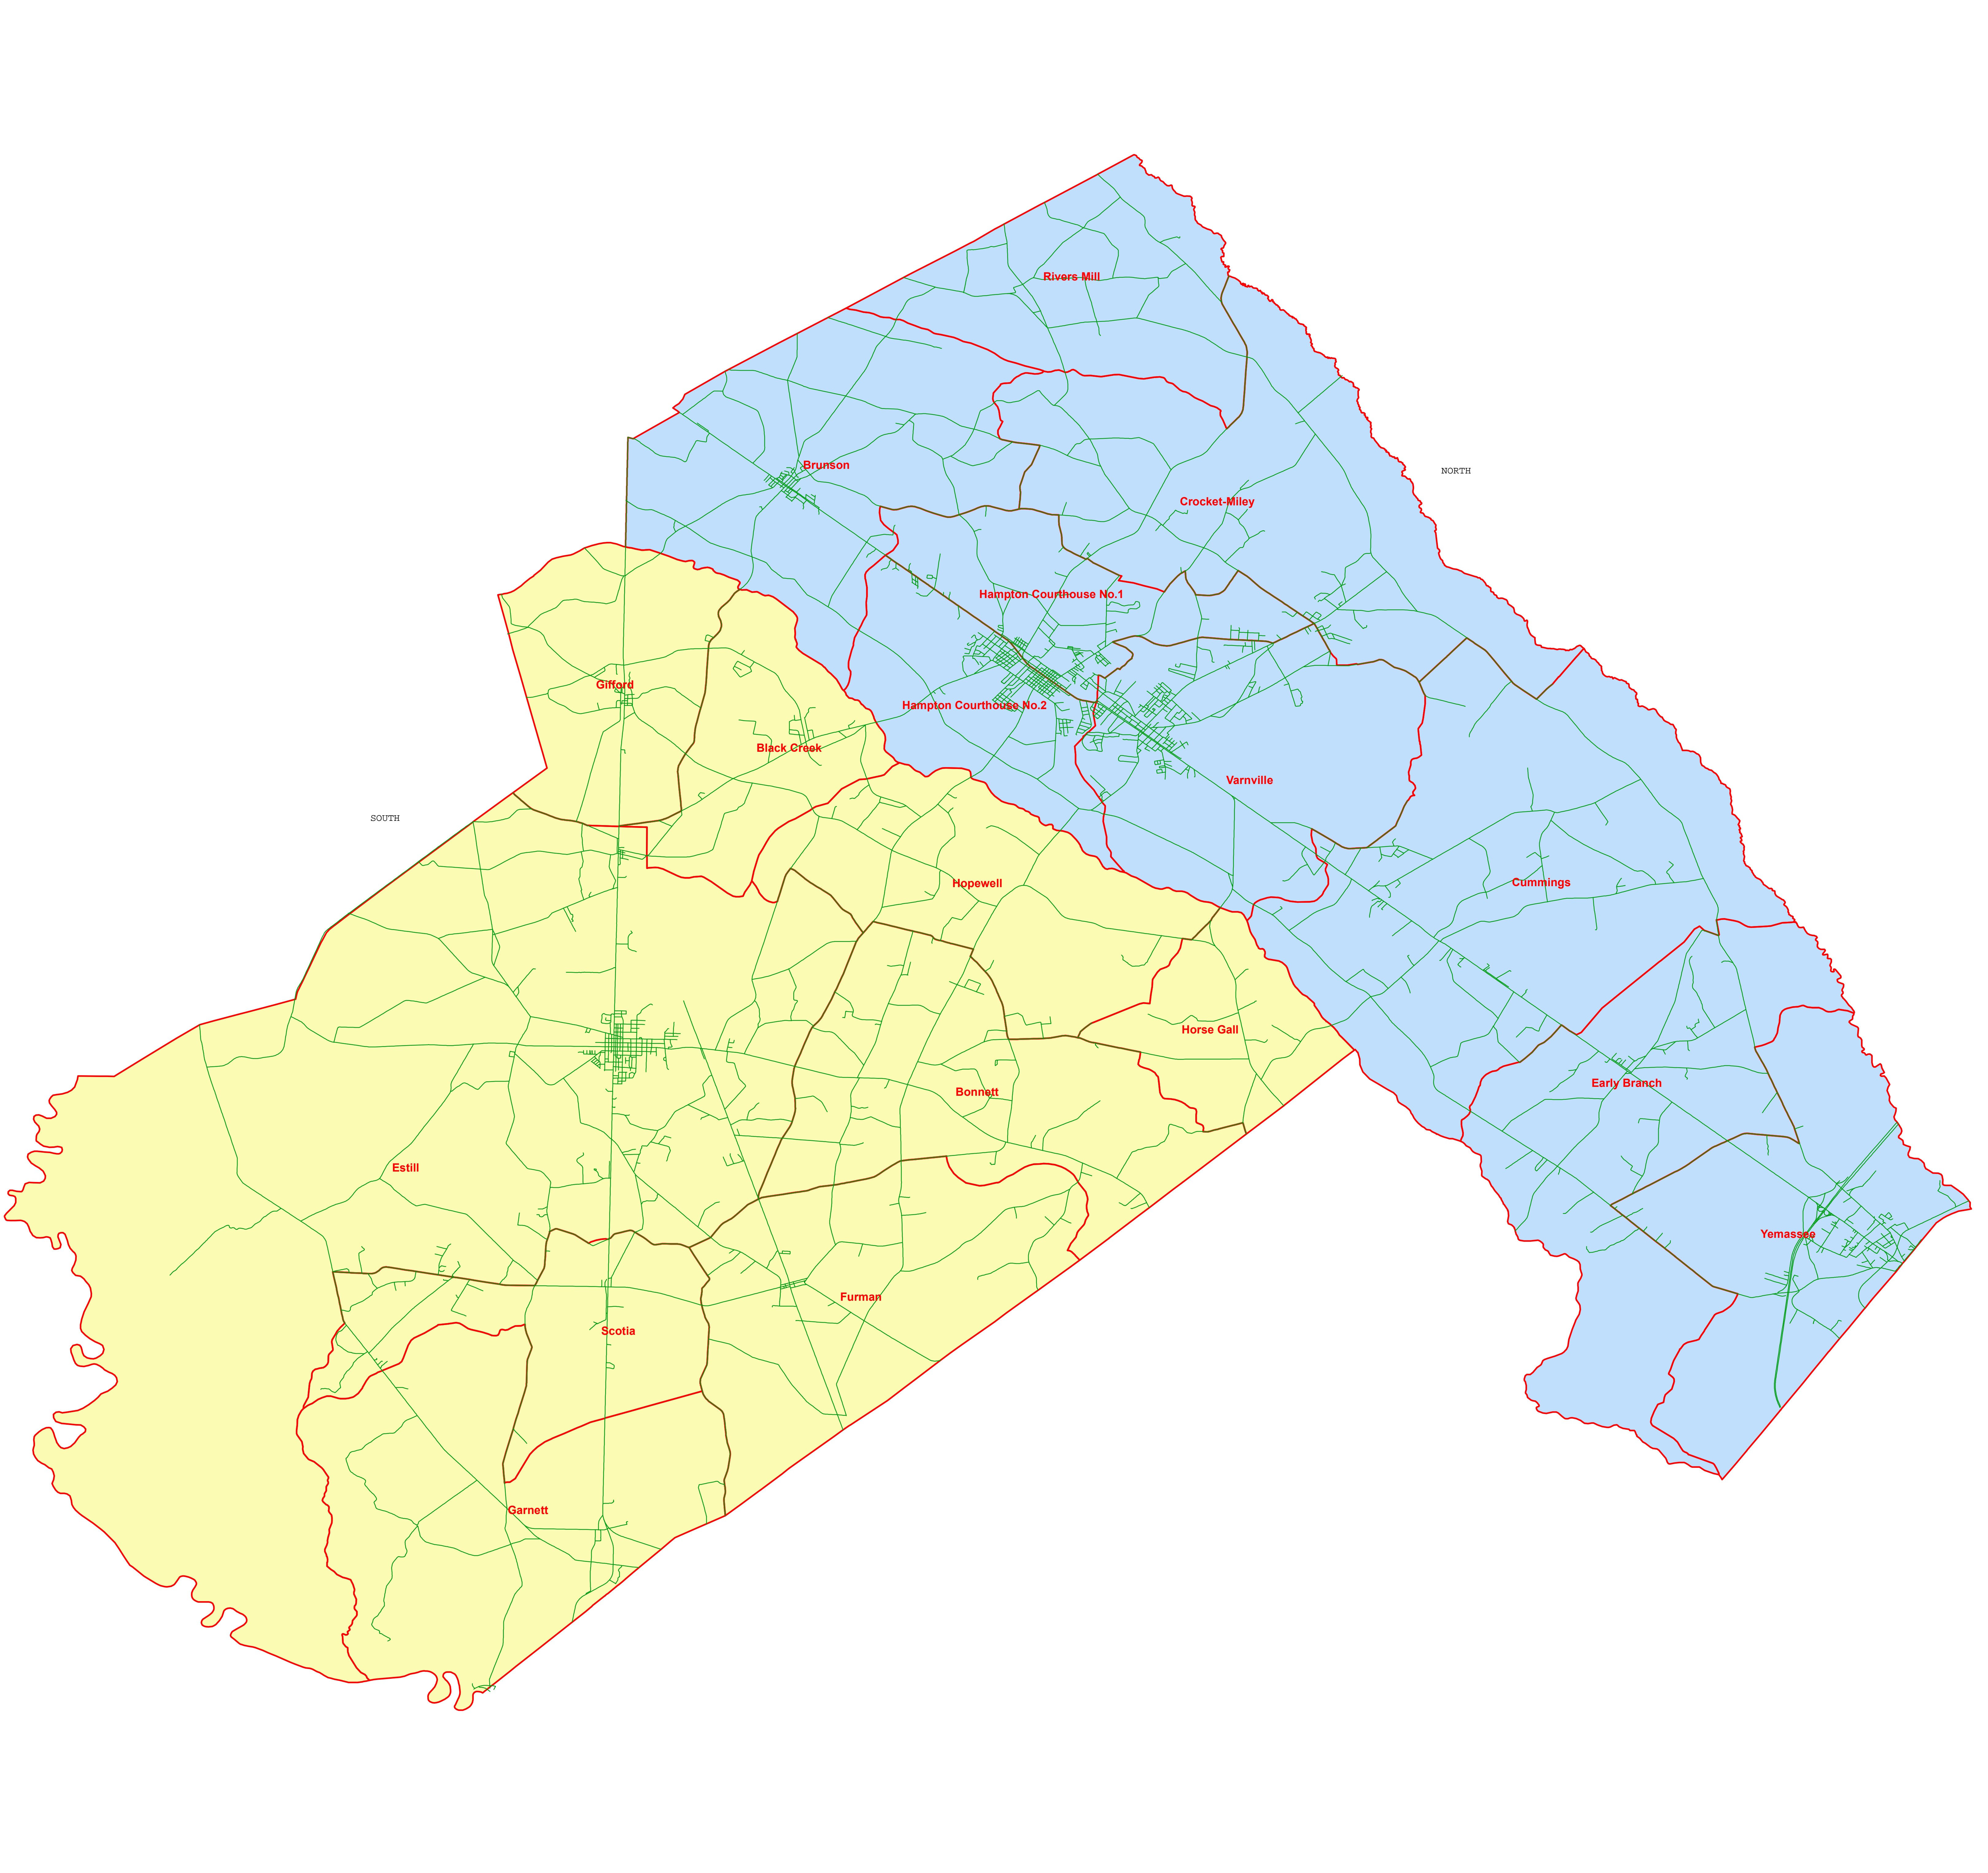 Rivers Mill
Brunson
NORTH
Crocket-Miley
Hampton Courthouse No.1
Gifford
Hampton Courthouse No.2
Black Creek
Varnville
SOUTH
Hopewell
Cummings
Horse Gall
Early Branch
Bonnett
Estill
Yemassee
Furman
Scotia
Garnett